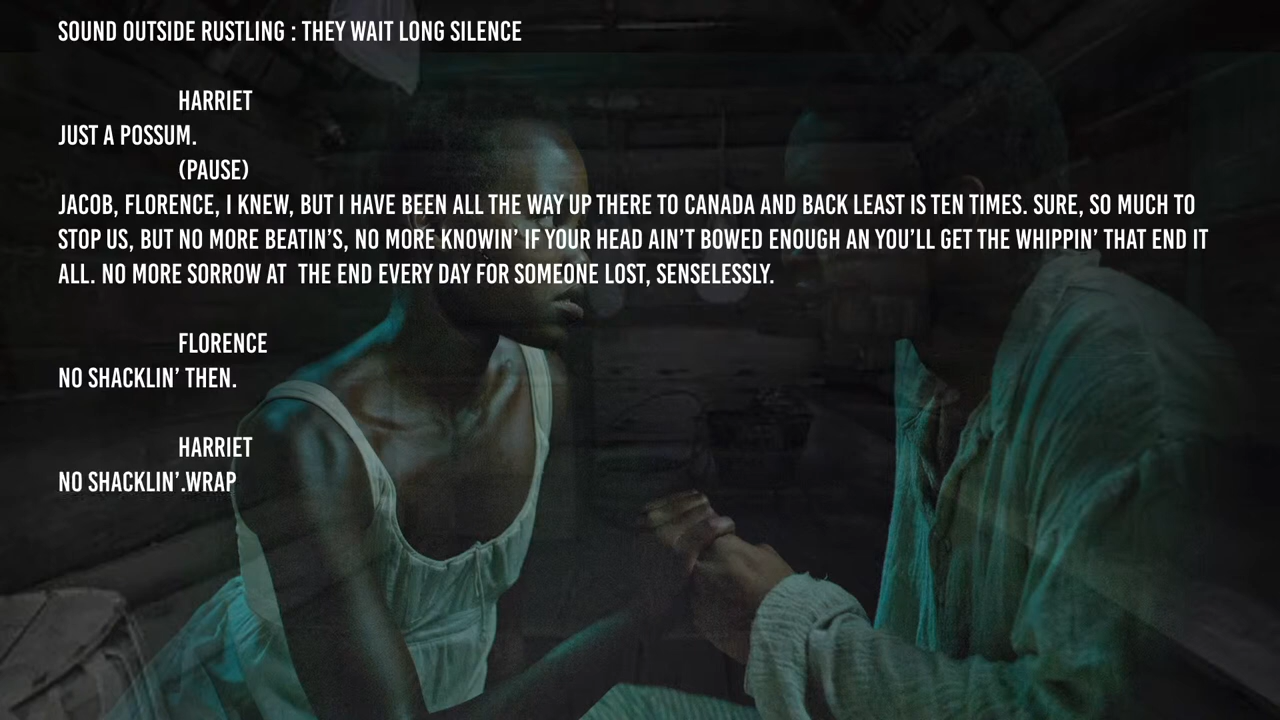 SOUND OUTSIDE RUSTLING : THEY WAIT LONG SILENCE
HARRIET
JUST A POSSUM.
(PAUSE)
JACOB, FLORENCE, I KNEW, BUT I HAVE BEEN ALL THE WAY UP THERE TO CANADA AND BACK LEAST IS TEN TIMES. SURE, SO MUCH TO
STOP US, BUT NO MORE BEATIN’S, NO MORE KNOWIN’ IF YOUR HEAD AIN’T BOWED ENOUGH AN YOU’LL GET THE WHIPPIN’ THAT END IT
ALL. NO MORE SORROW AT  THE END EVERY DAY FOR SOMEONE LOST, SENSELESSLY.
FLORENCE
NO SHACKLIN’ THEN.
HARRIET
NO SHACKLIN’.WRAP